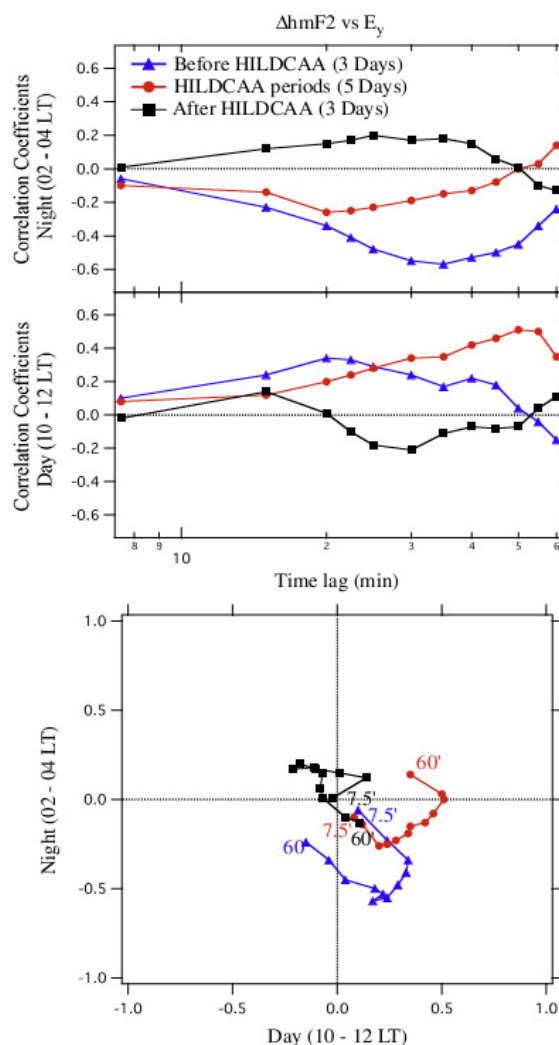 ΔhmF2 vs Ey
Before HILDCAA (3 Days)
HILDCAA periods (5 Days)
After HILDCAA (3 Days)
Correlation Coefficients
Night (02 - 04 LT)
0.6
0.4
0.2
0.0
-0.2
-0.4
-0.6
Correlation Coefficients
Day (10 - 12 LT)
0.6
0.4
0.2
0.0
-0.2
-0.4
-0.6
8 9 10 2 3 4 5 6
Time lag (min)
Night (02 - 04 LT)
1.0
0.5
0.0
-0.5
-1.0
60'
7.5'
7.5'
7.5'
60'
60'
-1.0 -0.5 0.0 0.5 1.0
Day (10 - 12 LT)